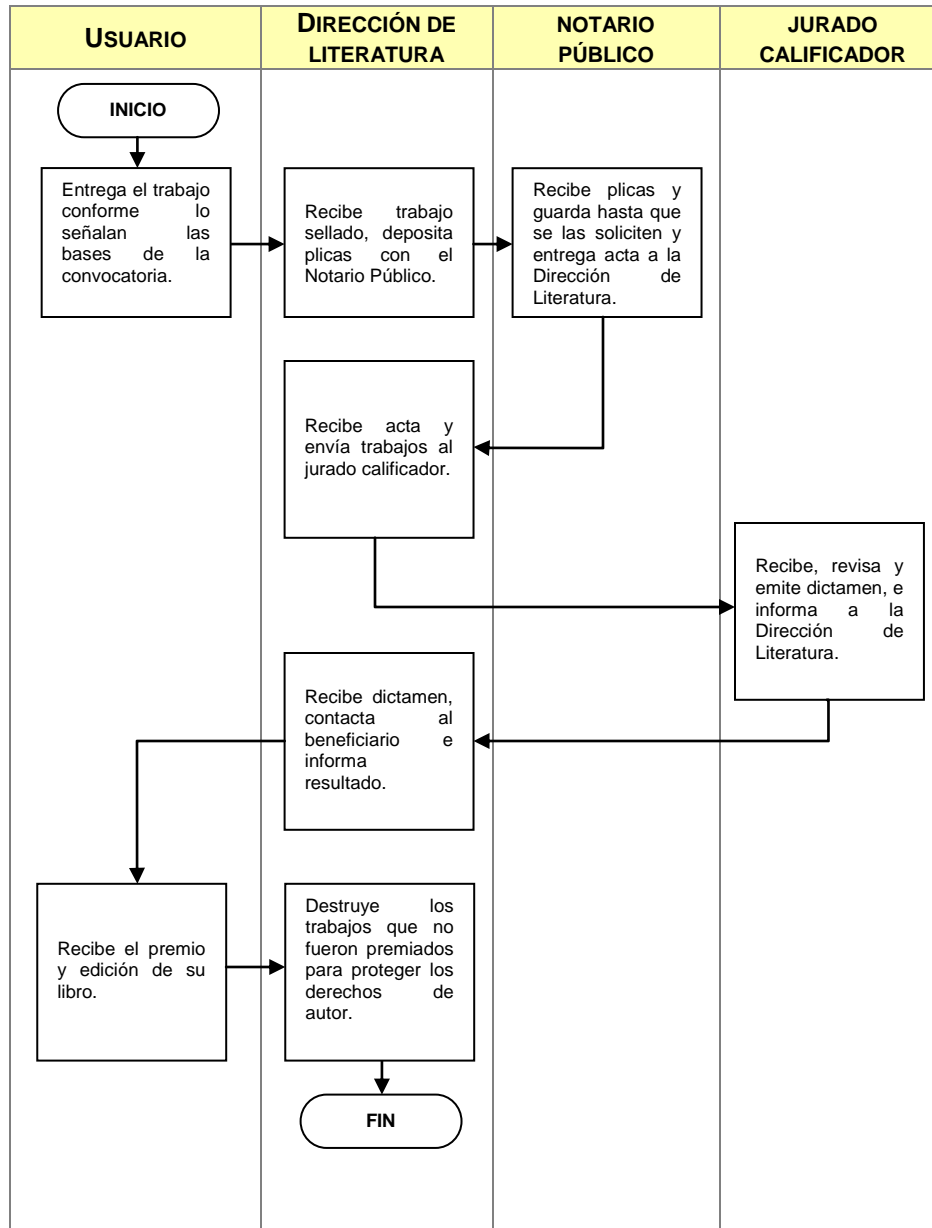 USUARIO
DIRECCIÓN DE
LITERATURA
NOTARIO
PÚBLICO
JURADO
CALIFICADOR
INICIO
Entrega el trabajo
conforme lo
señalan las
bases de la
convocatoria.
Recibe trabajo
sellado, deposita
plicas con el
Notario Público.
Recibe plicas y
guarda hasta que
se las soliciten y
entrega acta a la
Dirección de
Literatura.
Recibe acta y
envía trabajos al
jurado calificador.
Recibe, revisa y
emite dictamen, e
informa a la
Dirección de
Literatura.
Recibe dictamen,
contacta al
beneficiario e
informa
resultado.
Recibe el premio
y edición de su
libro.
Destruye los
trabajos que no
fueron premiados
para proteger los
derechos de
autor.
FIN